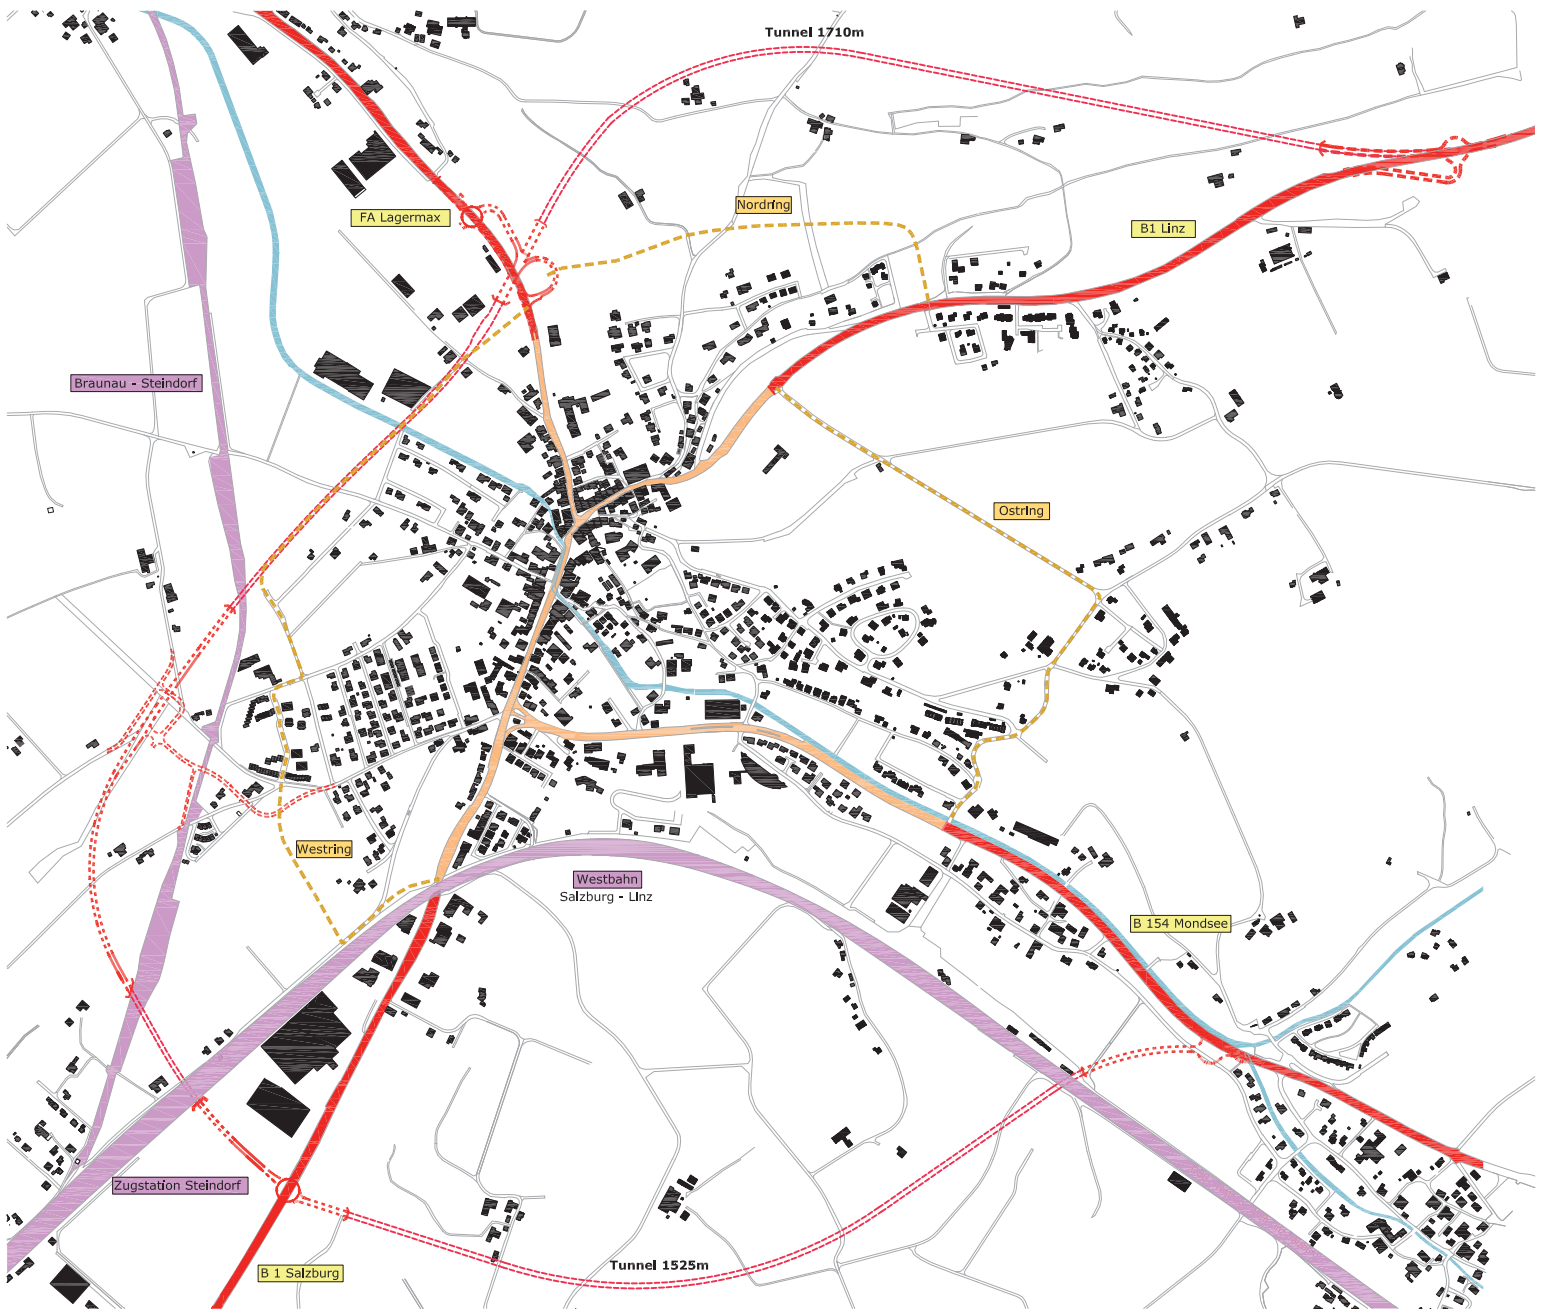 Tunnel 1710m
Nordring
FA Lagermax
B1 Linz
Braunau - Steindorf
Ostring
Westring
Westbahn
Salzburg - Linz
B 154 Mondsee
Zugstation Steindorf
B 1 Salzburg
Tunnel 1525m